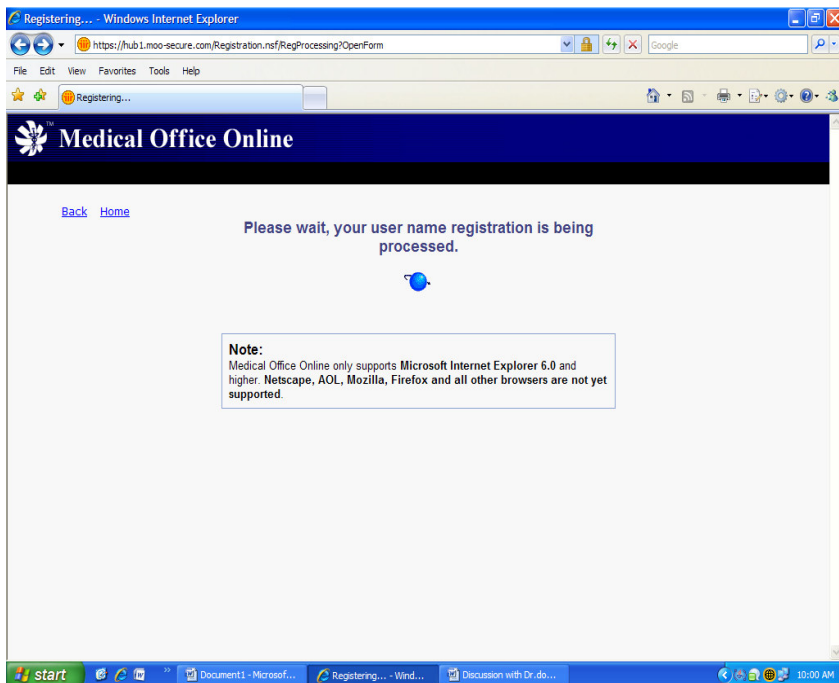 Registering... - Windows Internet Explorer
https://hub1.moo-secure.com/Registration.nsf/RegProcessing?OpenForm
Google
File Edit View Favorites Tools Help
Registering...
Medical Office Online™
Back Home
Please wait, your user name registration is being
processed.
Note:
Medical Office Online only supports Microsoft Internet Explorer 6.0 and
higher. Netscape, AOL, Mozilla, Firefox and all other browsers are not yet
supported.
start
Document1 - Microsof...
Registering... - Wind...
Discussion with Dr.do...
10:00 AM